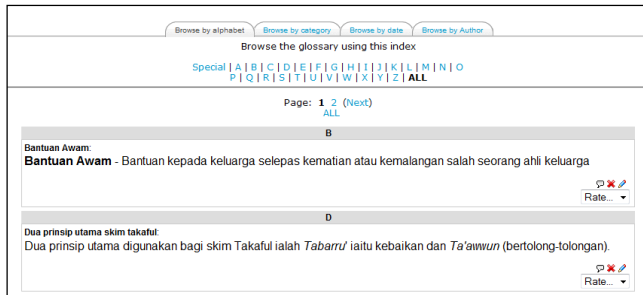 Browse by alphabet Browse by category Browse by date Browse by Author
Browse the glossary using this index
Special | A | B | C | D | E | F | G | H | I | J | K | L | M | N | O
P | Q | R | S | T | U | V | W | X | Y | Z | ALL
Page: 1 2 (Next)
ALL
B
Bantuan Awam:
Bantuan Awam - Bantuan kepada keluarga selepas kematian atau kemalangan salah seorang ahli keluarga
Rate...
D
Dua prinsip utama skim takaful:
Dua prinsip utama digunakan bagi skim Takaful ialah Tabarru' iaitu kebaikan dan Ta'awwun (bertolong-tolongan).
Rate...